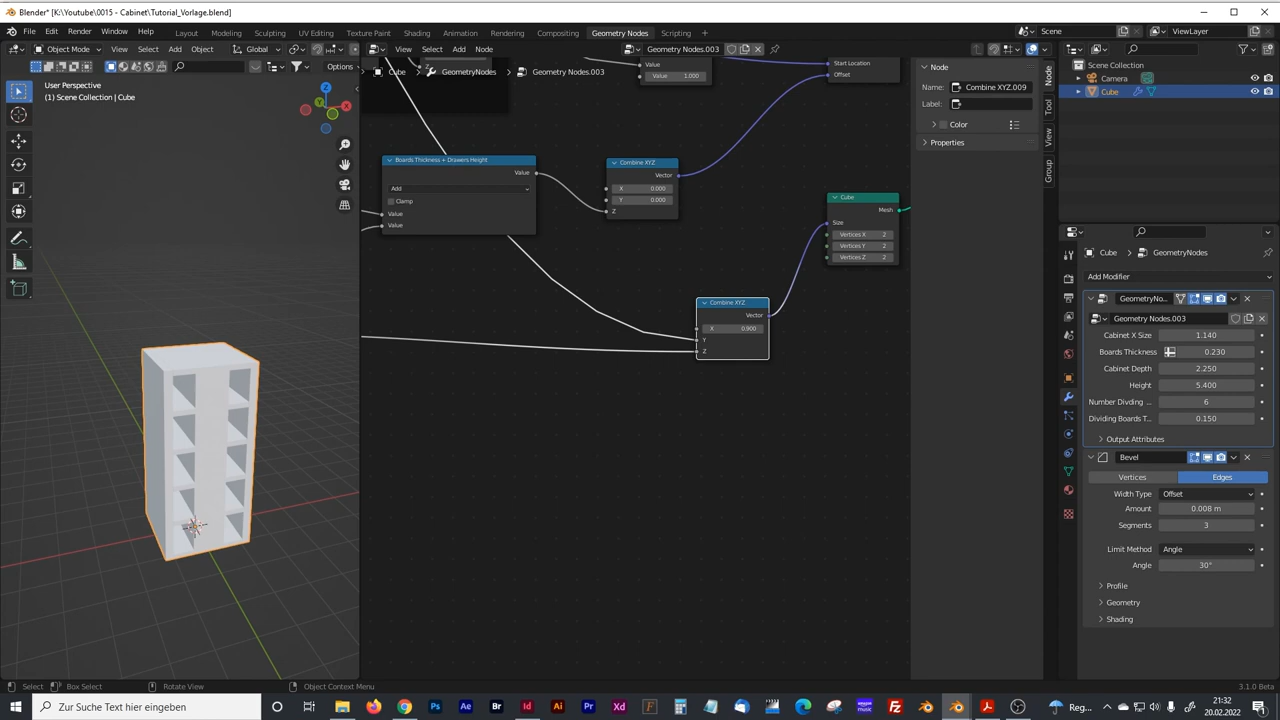 Blender* [K:\Youtube\0015 - Cabinet\Tutorial_Vorlage.blend]
File Edit Render Window Help Layout Modeling Sculpting UV Editing Texture Paint Shading Animation Rendering Compositing Geometry Nodes Scripting Scene ViewLayer
Object Mode View Select Add Object Global View Select Add Node Geometry Nodes.003
Options
Cube GeometryNodes Geometry Nodes.003
User Perspective
(1) Scene Collection | Cube
Value
Value 1.000
Start Location
Offset
Node
Name: Combine XYZ.009
Label:
Color
Properties
Node
Tool
View
Group
Scene Collection
Camera
Cube
Boards Thickness + Drawers Height
Value
Add
Clamp
Value
Value
Combine XYZ
Vector
X 0.000
Y 0.000
Z
Cube
Mesh
Size
Vertices X 2
Vertices Y 2
Vertices Z 2
Combine XYZ
Vector
X 0.900
Y
Z
Cube GeometryNodes
Add Modifier
GeometryNo...
Geometry Nodes.003
Cabinet X Size 1.140
Boards Thickness 0.230
Cabinet Depth 2.250
Height 5.400
Number Dividng ... 6
Dividing Boards T... 0.150
Output Attributes
Bevel
Vertices Edges
Width Type Offset
Amount 0.008 m
Segments 3
Limit Method Angle
Angle 30°
Profile
Geometry
Shading
Select Box Select Rotate View Object Context Menu 3.1.0 Beta
Zur Suche Text hier eingeben
Reg...
21:32
20.02.2022